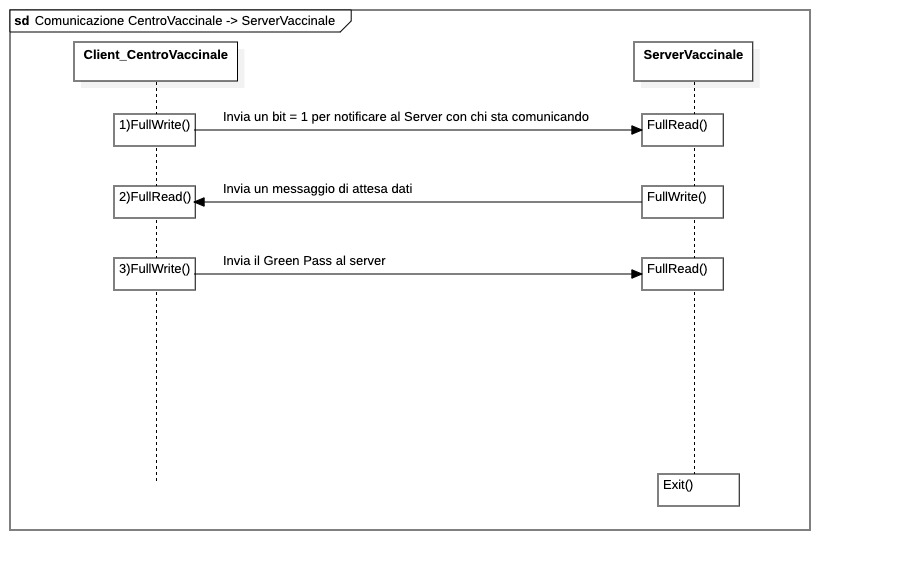 sd Comunicazione CentroVaccinale -> ServerVaccinale
Client_CentroVaccinale
ServerVaccinale
Invia un bit = 1 per notificare al Server con chi sta comunicando
1)FullWrite()
FullRead()
Invia un messaggio di attesa dati
2)FullRead()
FullWrite()
Invia il Green Pass al server
3)FullWrite()
FullRead()
Exit()